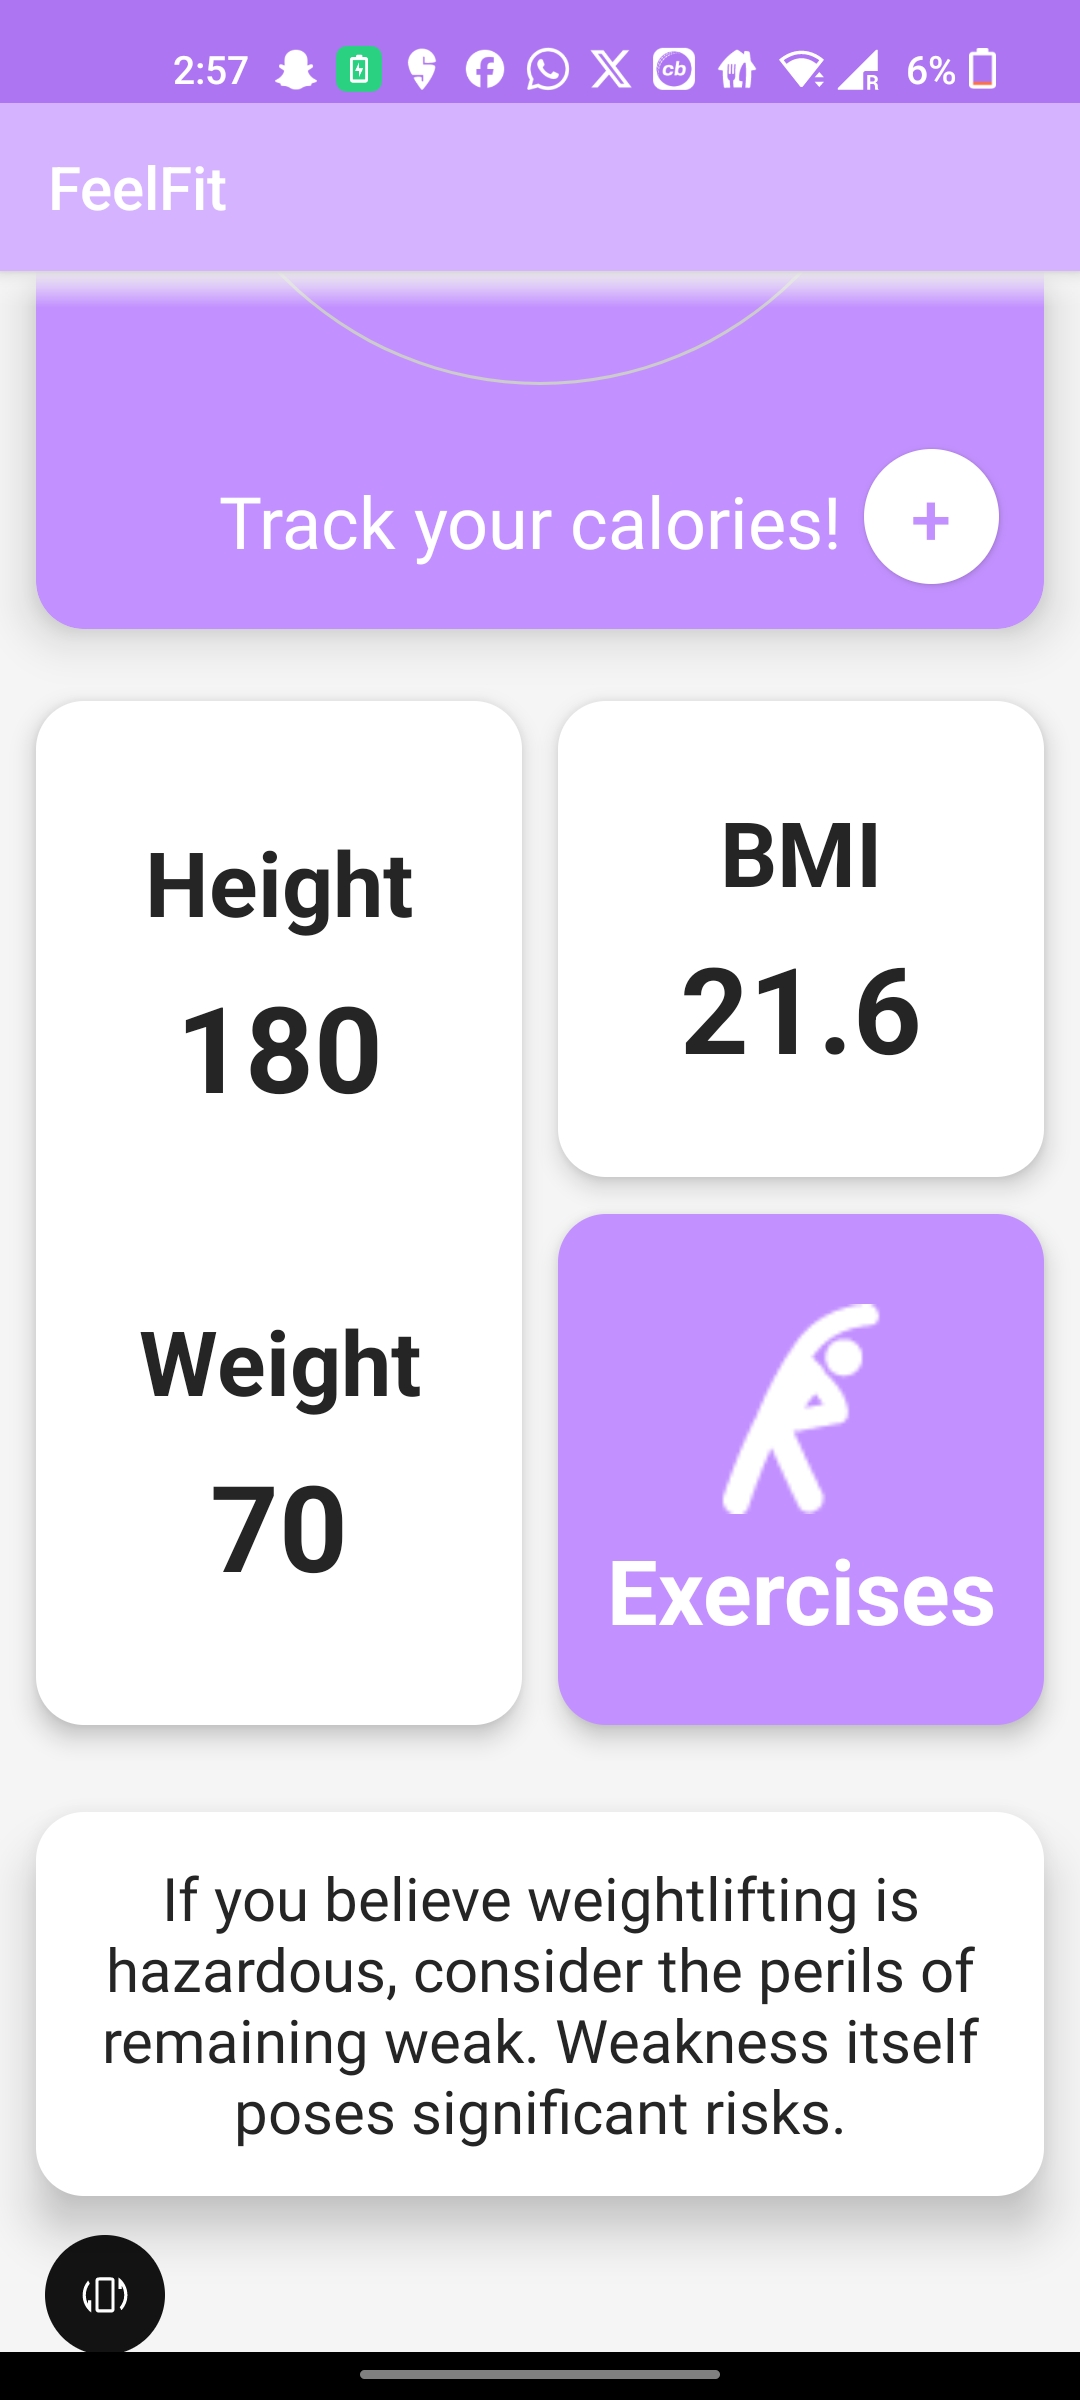 2:57 cb R 6%
FeelFit
Track your calories! +
Height
180
BMI
21.6
Weight
70
Exercises
If you believe weightlifting is
hazardous, consider the perils of
remaining weak. Weakness itself
poses significant risks.